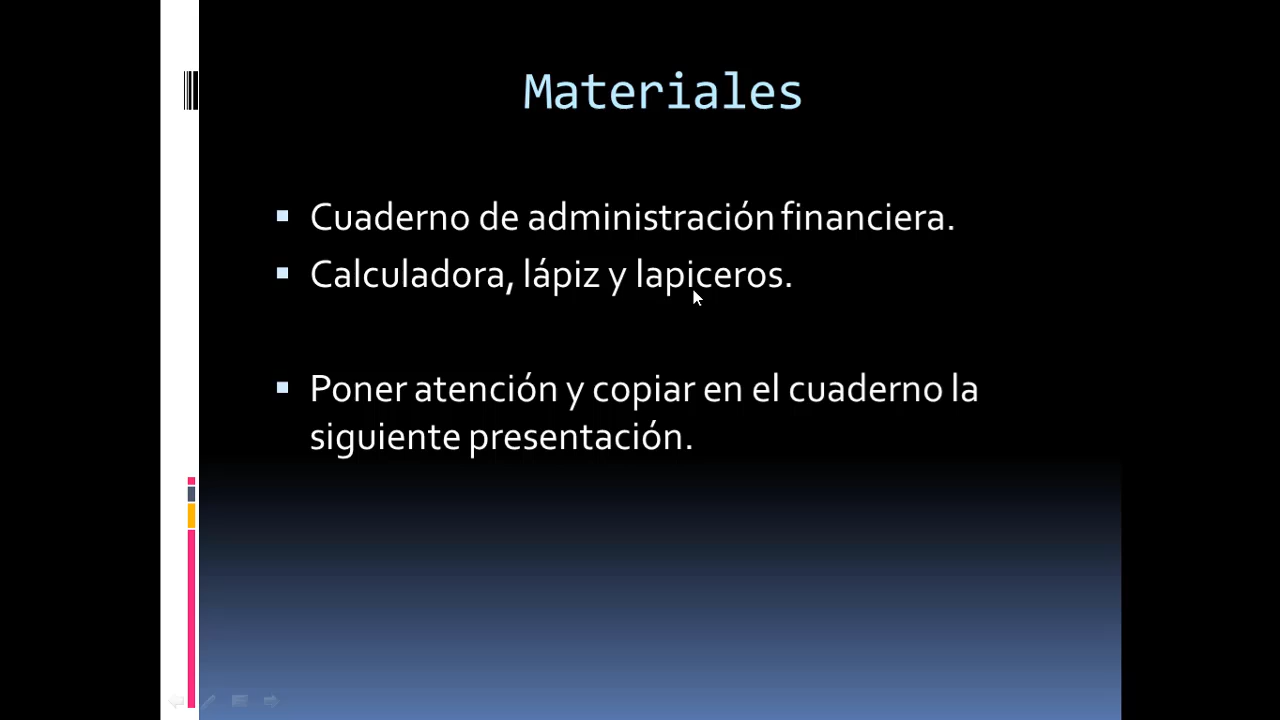 Materiales
Cuaderno de administración financiera.
Calculadora, lápiz y lapiceros.
Poner atención y copiar en el cuaderno la
siguiente presentación.